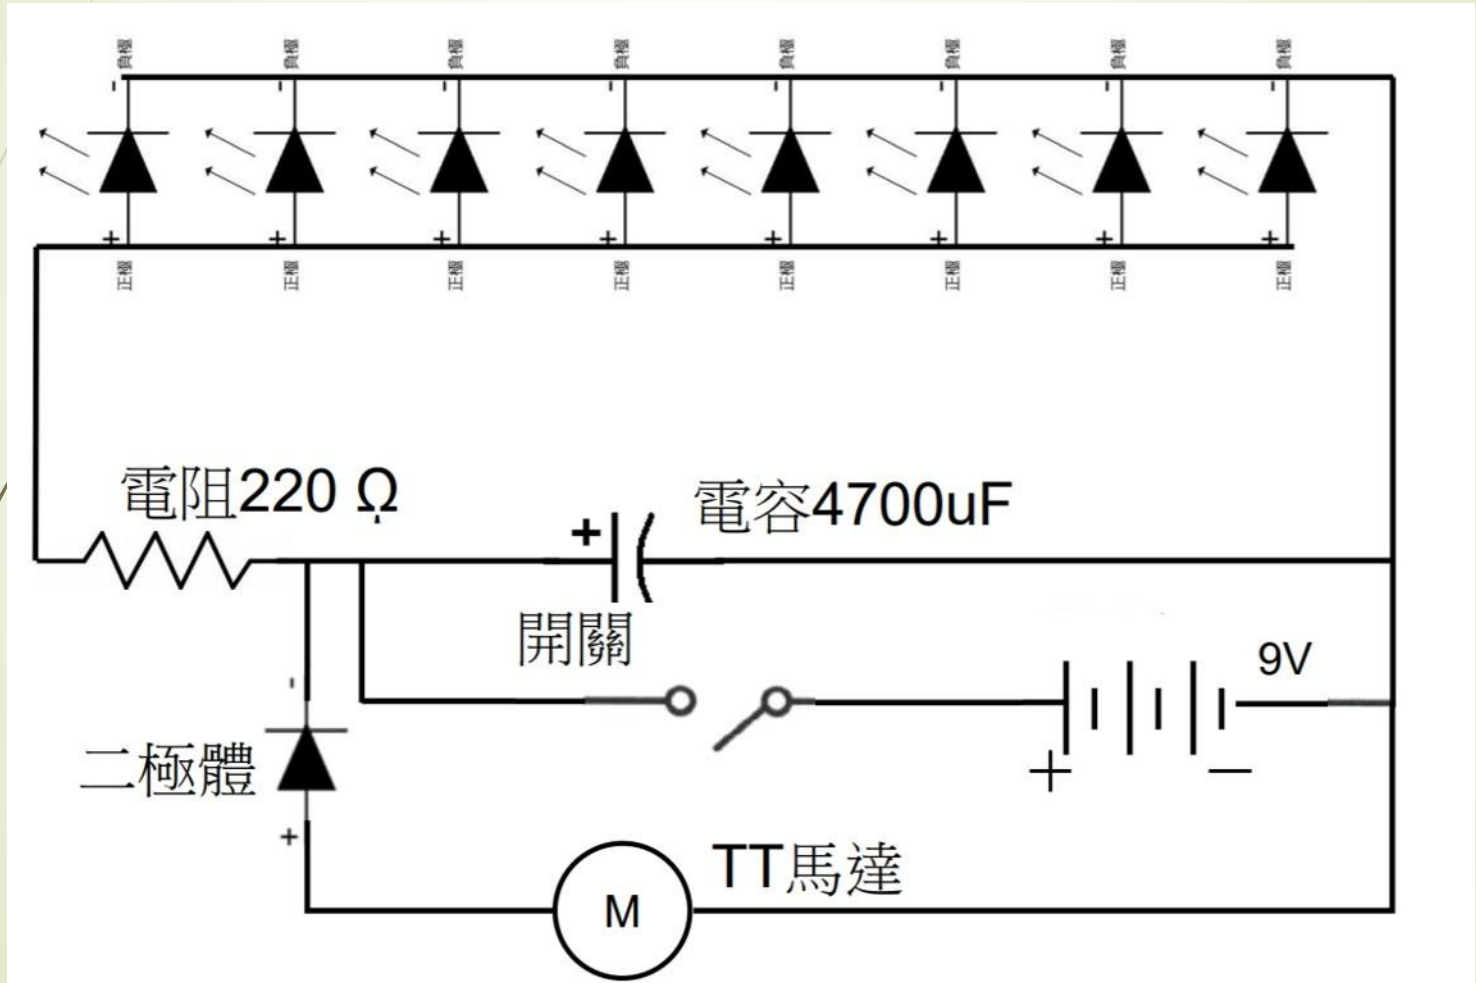 負極 負極 負極 負極 負極 負極 負極 負極
- - - - - - - -
+ + + + + + + +
正極 正極 正極 正極 正極 正極 正極 正極
電阻220 Ω
電容4700uF
+
開關
9V
+ -
-
二極體
+
TT馬達
M